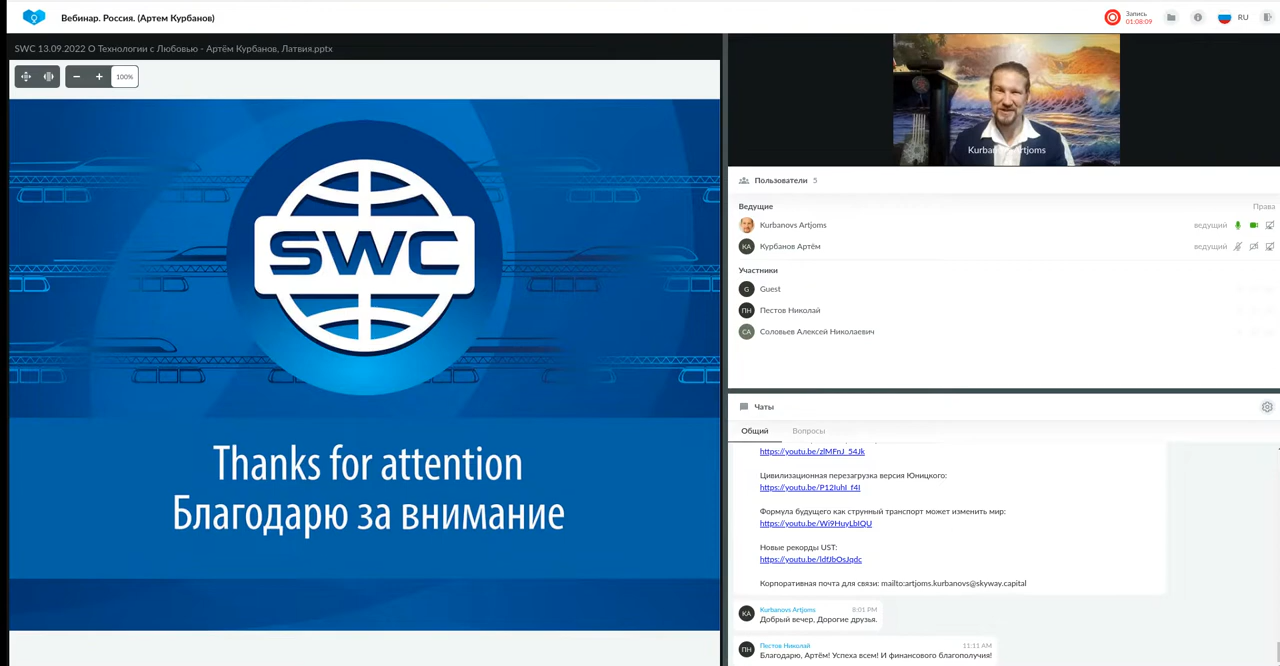 Вебинар. Россия. (Артем Курбанов)
Запись
01:08:09
RU
SWC 13.09.2022 О Технологии с Любовью - Артём Курбанов, Латвия.pptx
100%
SWC
Thanks for attention
Благодарю за внимание
Kurbanovs Artjoms
Пользователи 5
Ведущие Права
Kurbanovs Artjoms ведущий
КА Курбанов Артём ведущий
Участники
G Guest
ПН Пестов Николай
СА Соловьев Алексей Николаевич
Чаты
Общий Вопросы
https://youtu.be/zlMFnJ_54Jk
Цивилизационная перезагрузка версия Юницкого:
https://youtu.be/P12IuhI_f4I
Формула будущего как струнный транспорт может изменить мир:
https://youtu.be/Wi9HuyLbIQU
Новые рекорды UST:
https://youtu.be/ldfJbOsJqdc
Корпоративная почта для связи: mailto:artjoms.kurbanovs@skyway.capital
КА Kurbanovs Artjoms 8:01 PM
Добрый вечер, Дорогие друзья.
ПН Пестов Николай 11:11 AM
Благодарю, Артём! Успеха всем! И финансового благополучия!